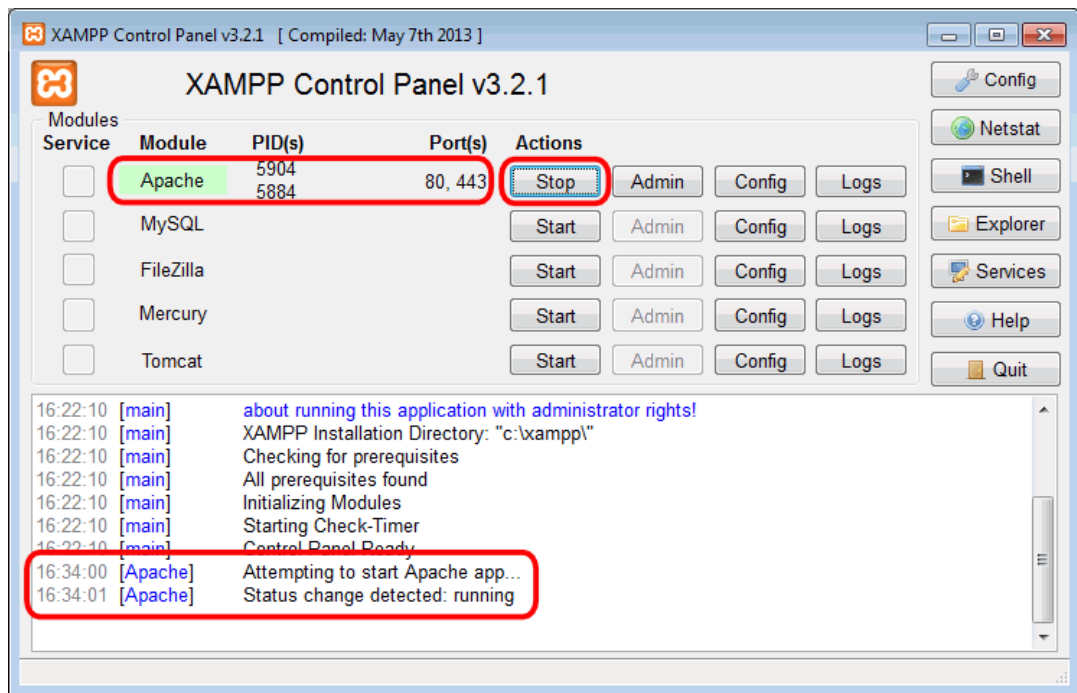 XAMPP Control Panel v3.2.1 [ Compiled: May 7th 2013 ]
XAMPP Control Panel v3.2.1
Config
Modules
Netstat
Service Module PID(s) Port(s) Actions
Apache 5904 5884 80, 443 Stop Admin Config Logs
Shell
MySQL Start Admin Config Logs
Explorer
FileZilla Start Admin Config Logs
Services
Mercury Start Admin Config Logs
Help
Tomcat Start Admin Config Logs
Quit
16:22:10 [main] about running this application with administrator rights!
16:22:10 [main] XAMPP Installation Directory: "c:\xampp\"
16:22:10 [main] Checking for prerequisites
16:22:10 [main] All prerequisites found
16:22:10 [main] Initializing Modules
16:22:10 [main] Starting Check-Timer
16:22:10 [main] Control Panel Ready
16:34:00 [Apache] Attempting to start Apache app...
16:34:01 [Apache] Status change detected: running